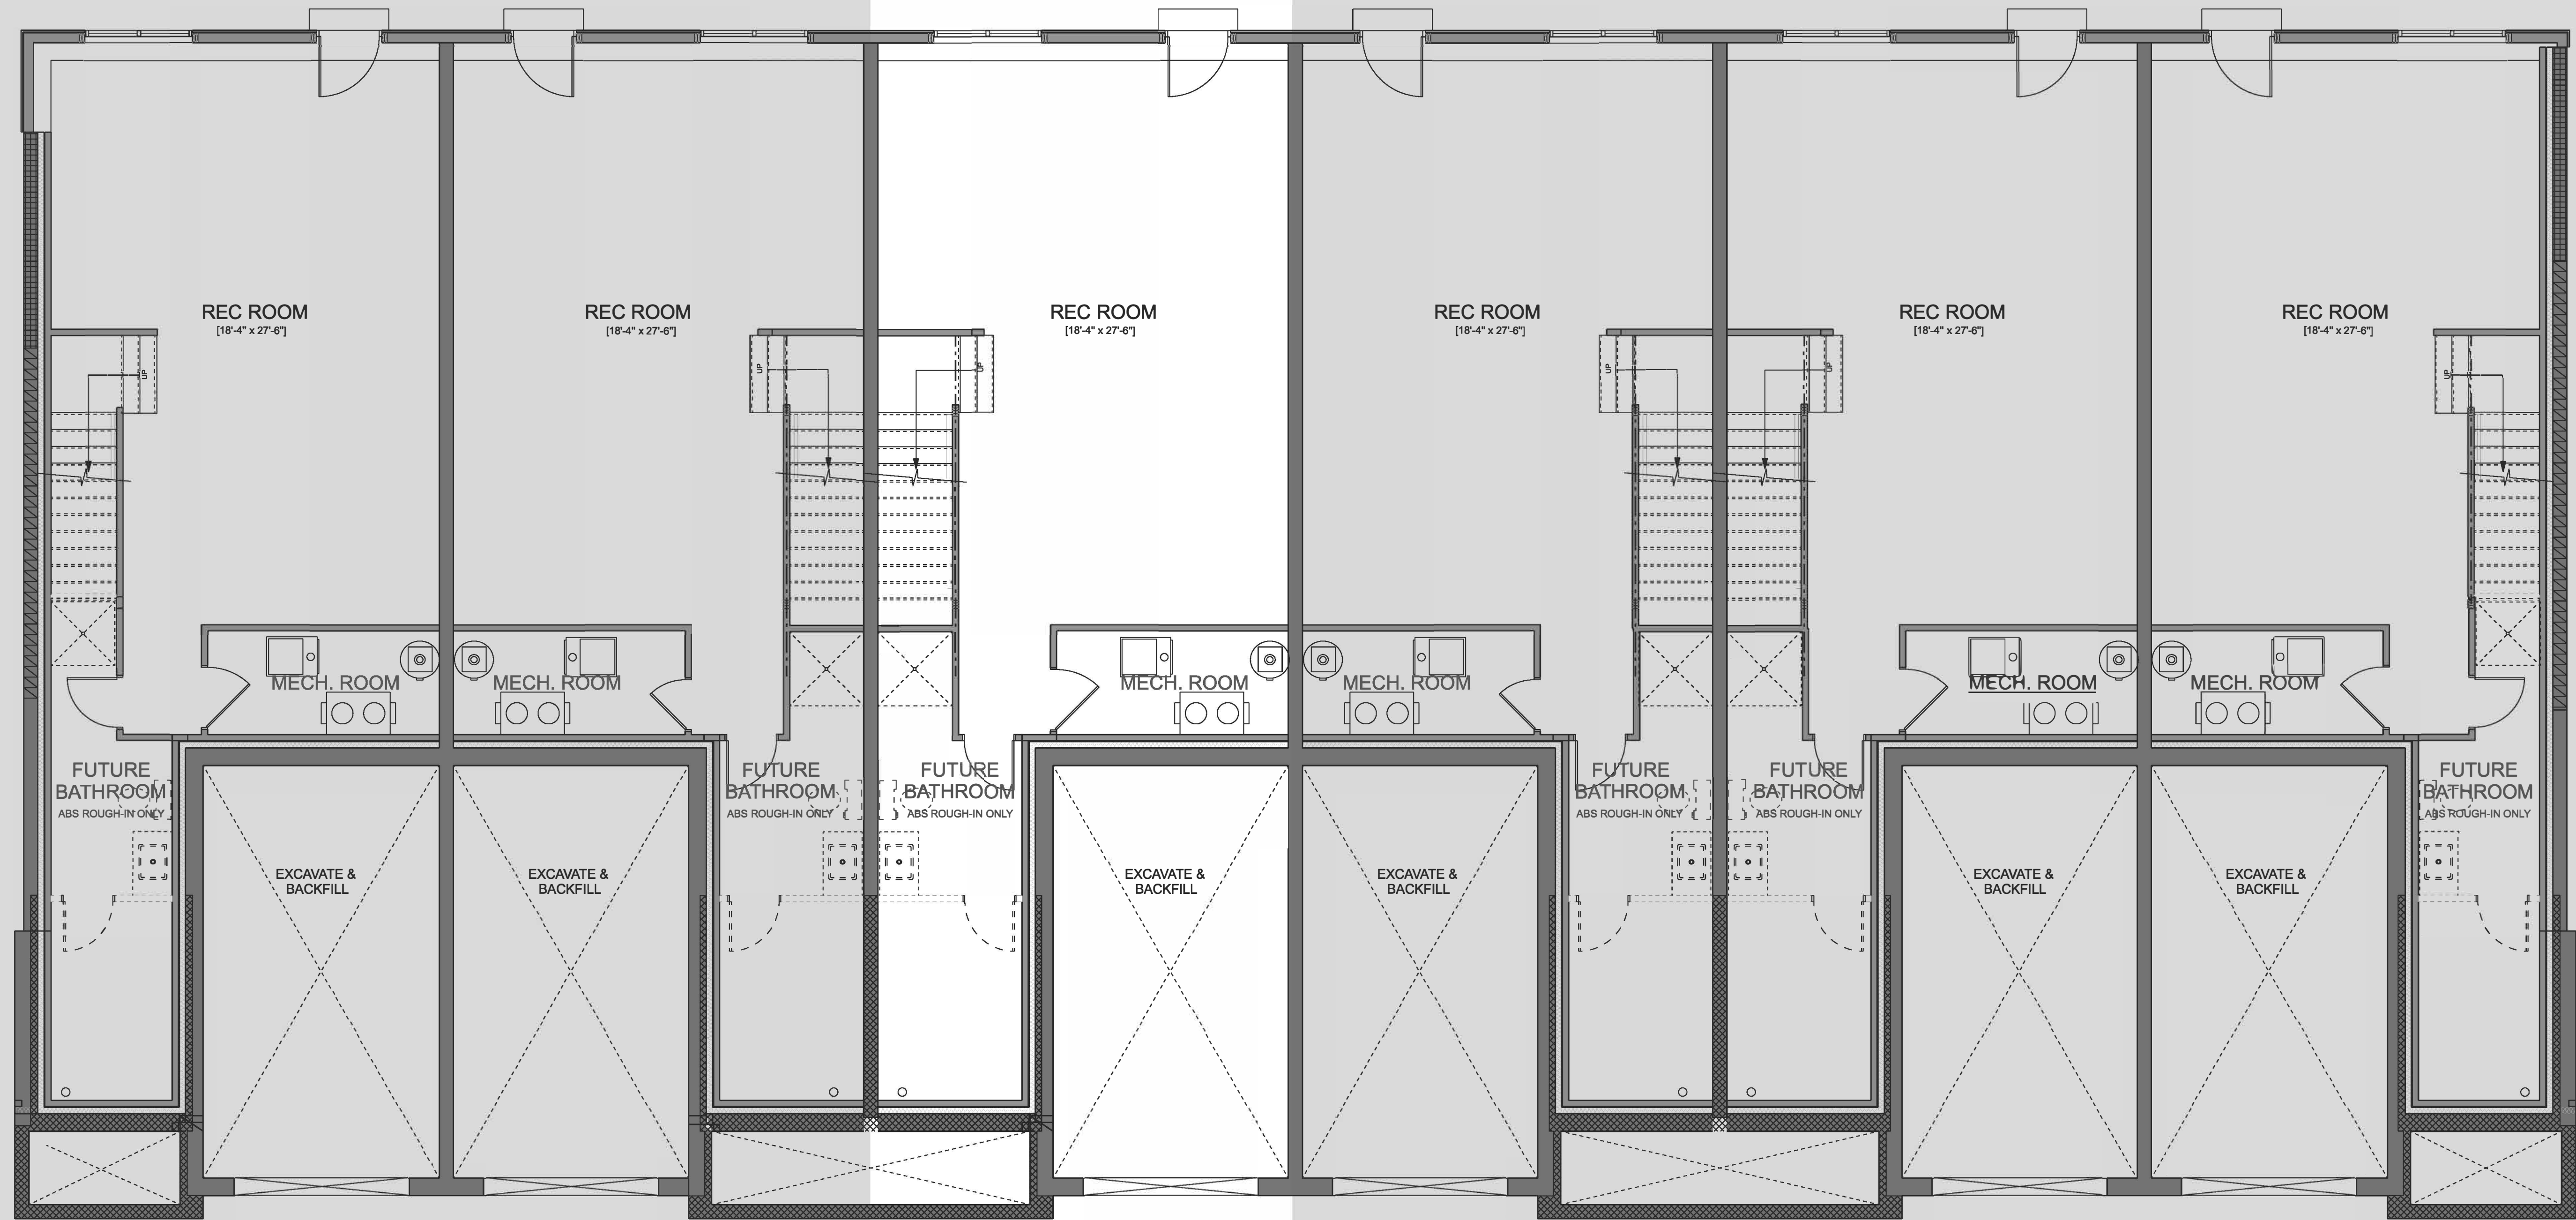 REC ROOM
[18'-4" x 27'-6"]
REC ROOM
[18'-4" x 27'-6"]
REC ROOM
[18'-4" x 27'-6"]
REC ROOM
[18'-4" x 27'-6"]
REC ROOM
[18'-4" x 27'-6"]
REC ROOM
[18'-4" x 27'-6"]
UP
UP
UP
UP
UP
UP
MECH. ROOM
MECH. ROOM
MECH. ROOM
MECH. ROOM
MECH. ROOM
MECH. ROOM
FUTURE
BATHROOM
ABS ROUGH-IN ONLY
FUTURE
BATHROOM
ABS ROUGH-IN ONLY
FUTURE
BATHROOM
ABS ROUGH-IN ONLY
FUTURE
BATHROOM
ABS ROUGH-IN ONLY
FUTURE
BATHROOM
ABS ROUGH-IN ONLY
FUTURE
BATHROOM
ABS ROUGH-IN ONLY
EXCAVATE &
BACKFILL
EXCAVATE &
BACKFILL
EXCAVATE &
BACKFILL
EXCAVATE &
BACKFILL
EXCAVATE &
BACKFILL
EXCAVATE &
BACKFILL